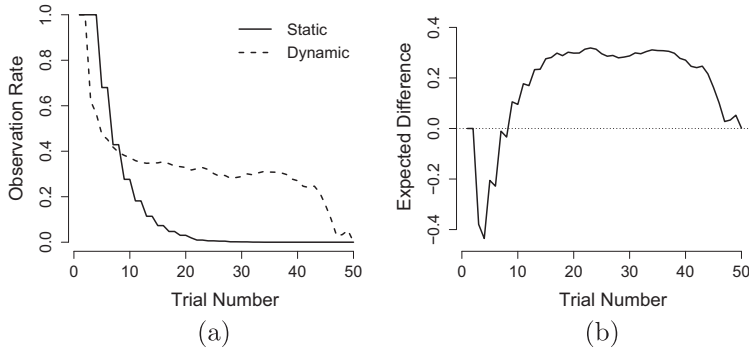 Observation Rate
1.0
0.8
0.6
0.4
0.2
0.0
Static
Dynamic
0 10 20 30 40 50
Trial Number
(a)
Expected Difference
0.4
0.2
0.0
−0.2
−0.4
0 10 20 30 40 50
Trial Number
(b)